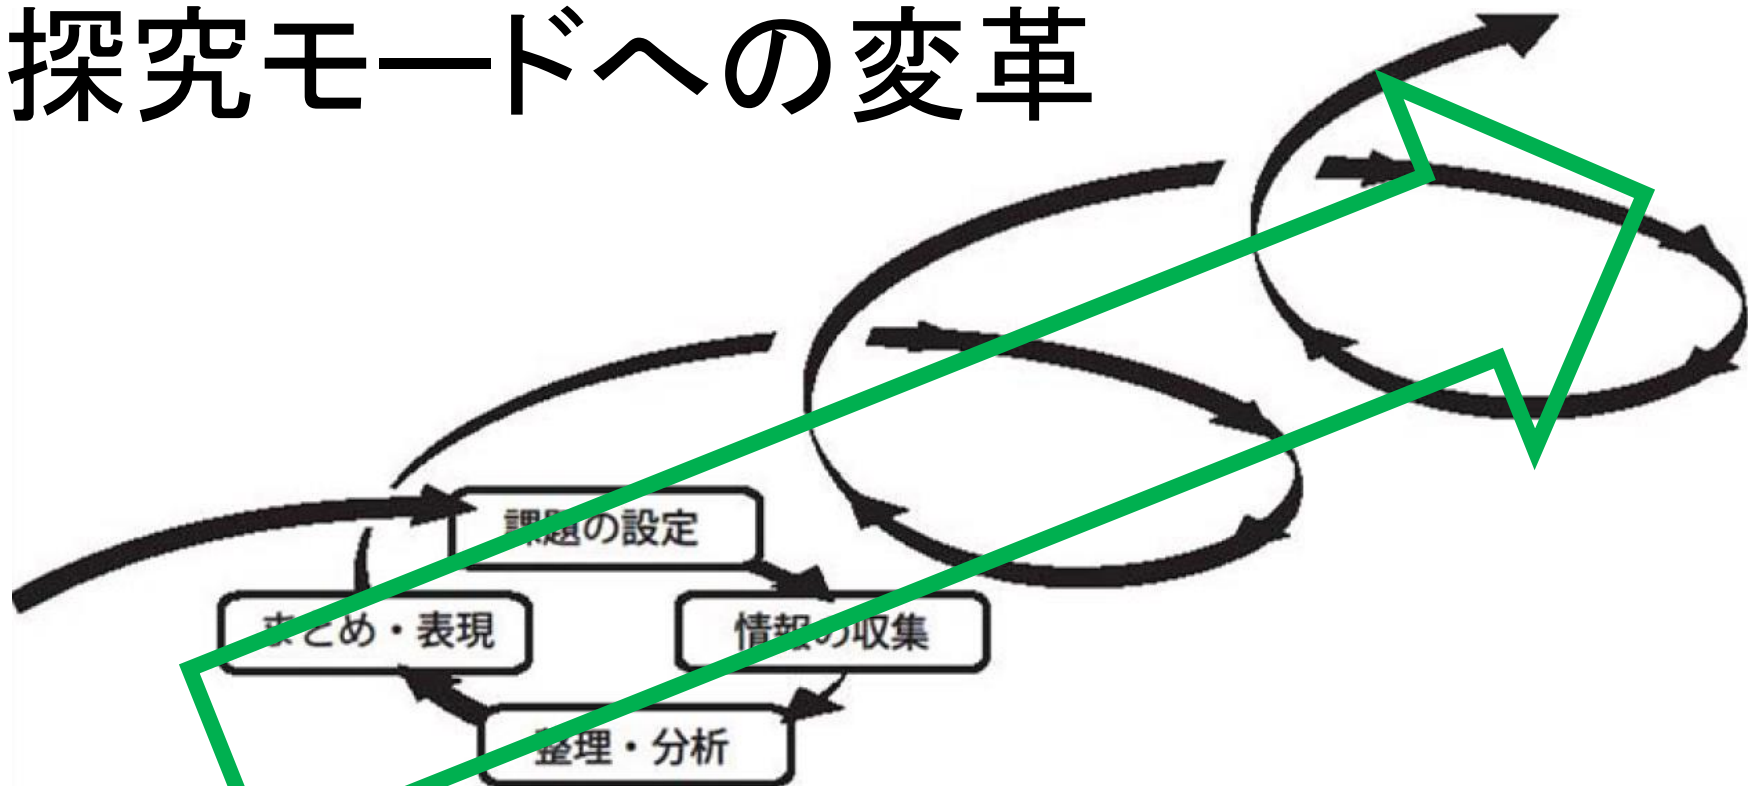 探究モードへの変革
課題の設定
まとめ・表現
情報の収集
整理・分析